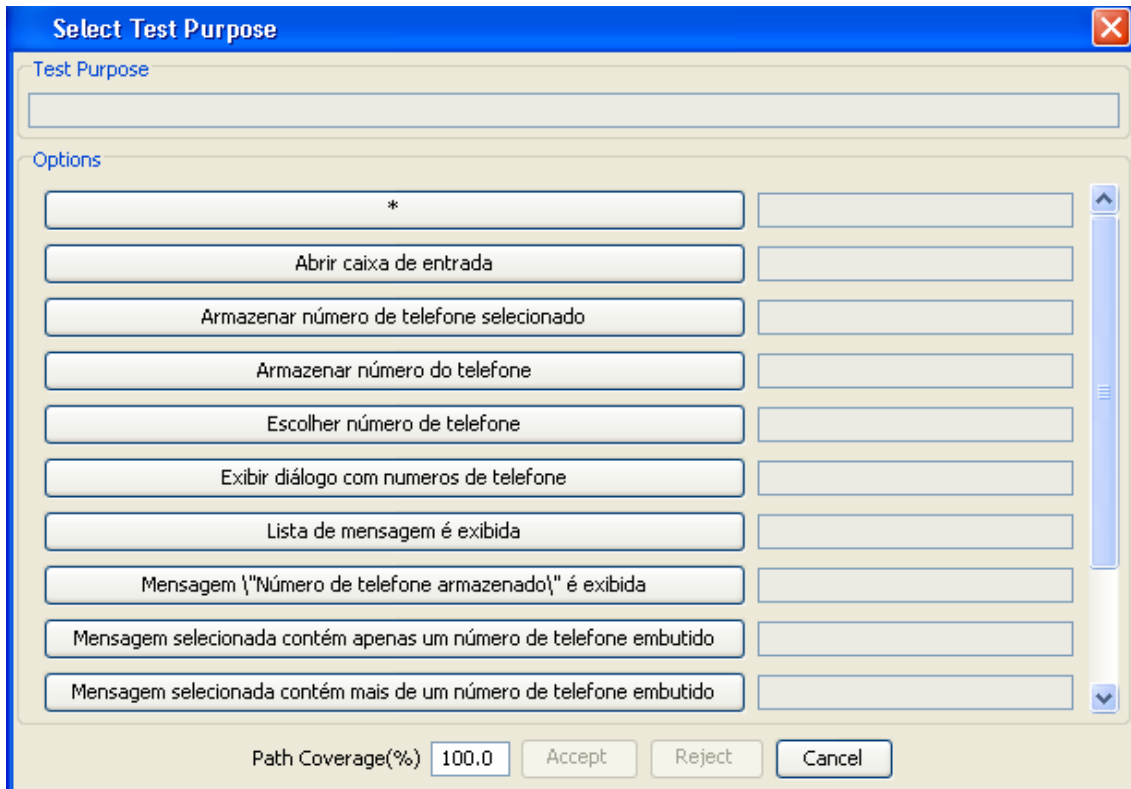 Select Test Purpose
Test Purpose
Options
*
Abrir caixa de entrada
Armazenar número de telefone selecionado
Armazenar número do telefone
Escolher número de telefone
Exibir diálogo com numeros de telefone
Lista de mensagem é exibida
Mensagem \"Número de telefone armazenado\" é exibida
Mensagem selecionada contém apenas um número de telefone embutido
Mensagem selecionada contém mais de um número de telefone embutido
Path Coverage(%) 100.0 Accept Reject Cancel